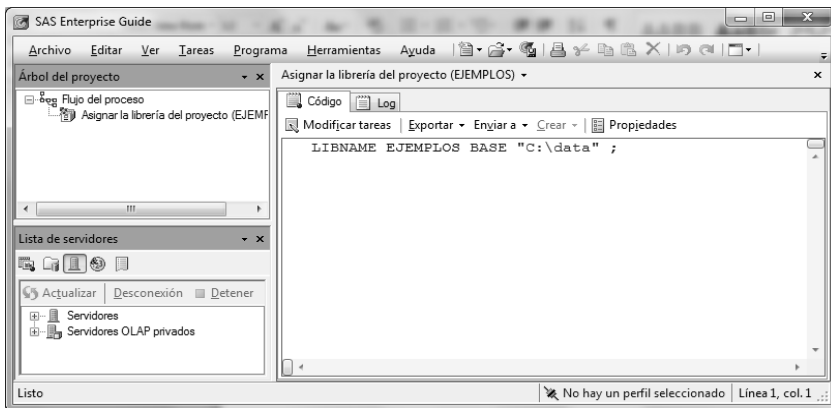 SAS Enterprise Guide
Archivo Editar Ver Tareas Programa Herramientas Ayuda
Árbol del proyecto
Flujo del proceso
Asignar la librería del proyecto (EJEMF
Lista de servidores
Actualizar Desconexión Detener
Servidores
Servidores OLAP privados
Asignar la librería del proyecto (EJEMPLOS)
Código Log
Modificar tareas Exportar Enviar a Crear Propiedades
LIBNAME EJEMPLOS BASE "C:\data" ;
Listo No hay un perfil seleccionado Línea 1, col. 1